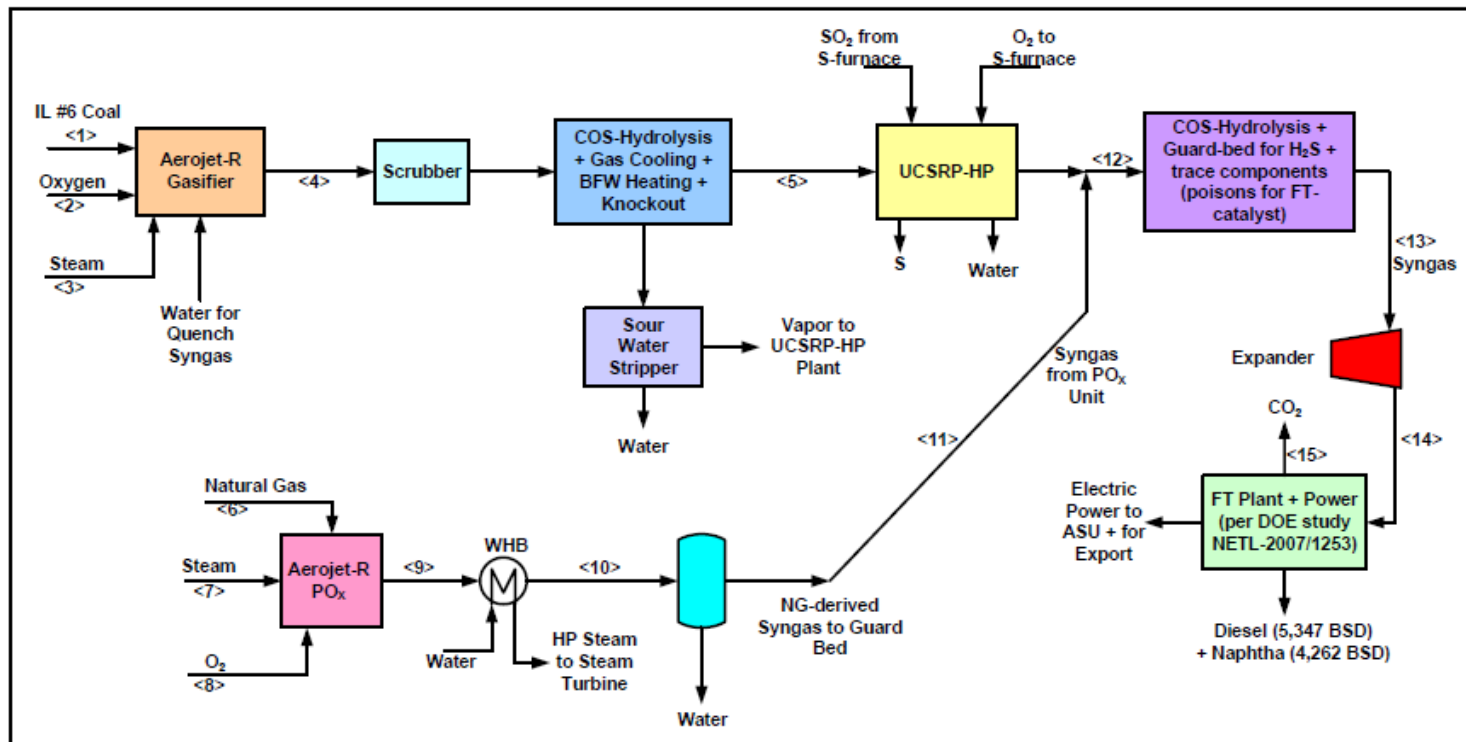 SO2 from
S-furnace
O2 to
S-furnace
IL #6 Coal
<1>
Aerojet-R
Gasifier
Oxygen
<2>
Steam
<3>
Water for
Quench
Syngas
<4>
Scrubber
COS-Hydrolysis
+ Gas Cooling +
BFW Heating +
Knockout
<5>
UCSRP-HP
S
Water
<12>
COS-Hydrolysis +
Guard-bed for H2S +
trace components
(poisons for FT-
catalyst)
<13>
Syngas
Sour
Water
Stripper
Vapor to
UCSRP-HP
Plant
Water
Syngas
from POX
Unit
<11>
Expander
<14>
CO2
<15>
Electric
Power to
ASU + for
Export
FT Plant + Power
(per DOE study
NETL-2007/1253)
Diesel (5,347 BSD)
+ Naphtha (4,262 BSD)
Natural Gas
<6>
Steam
<7>
Aerojet-R
POX
O2
<8>
<9>
WHB
<10>
Water
HP Steam
to Steam
Turbine
Water
NG-derived
Syngas to Guard
Bed